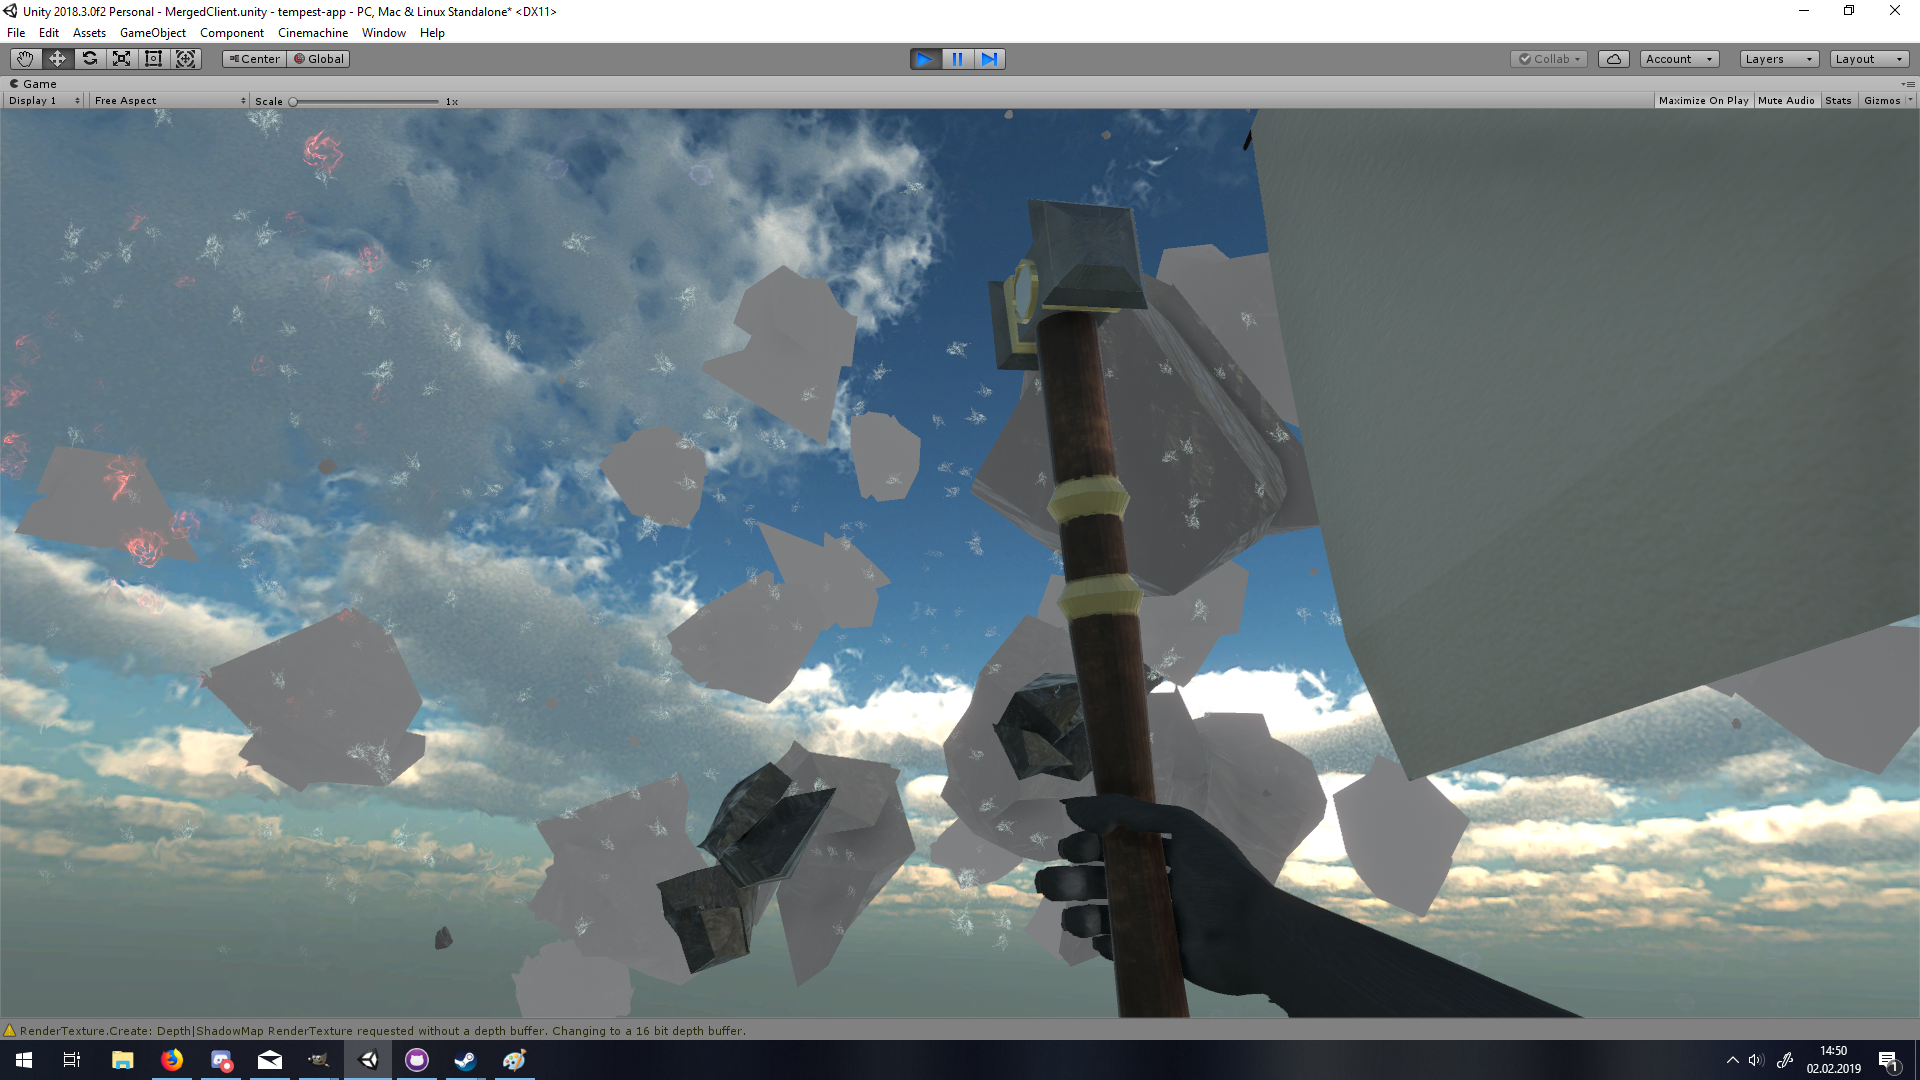 Unity 2018.3.0f2 Personal - MergedClient.unity - tempest-app - PC, Mac & Linux Standalone* <DX11>
File Edit Assets GameObject Component Cinemachine Window Help
Center Global Collab Account Layers Layout
Game
Display 1 Free Aspect Scale 1x Maximize On Play Mute Audio Stats Gizmos
RenderTexture.Create: Depth|ShadowMap RenderTexture requested without a depth buffer. Changing to a 16 bit depth buffer.
14:50
02.02.2019
1